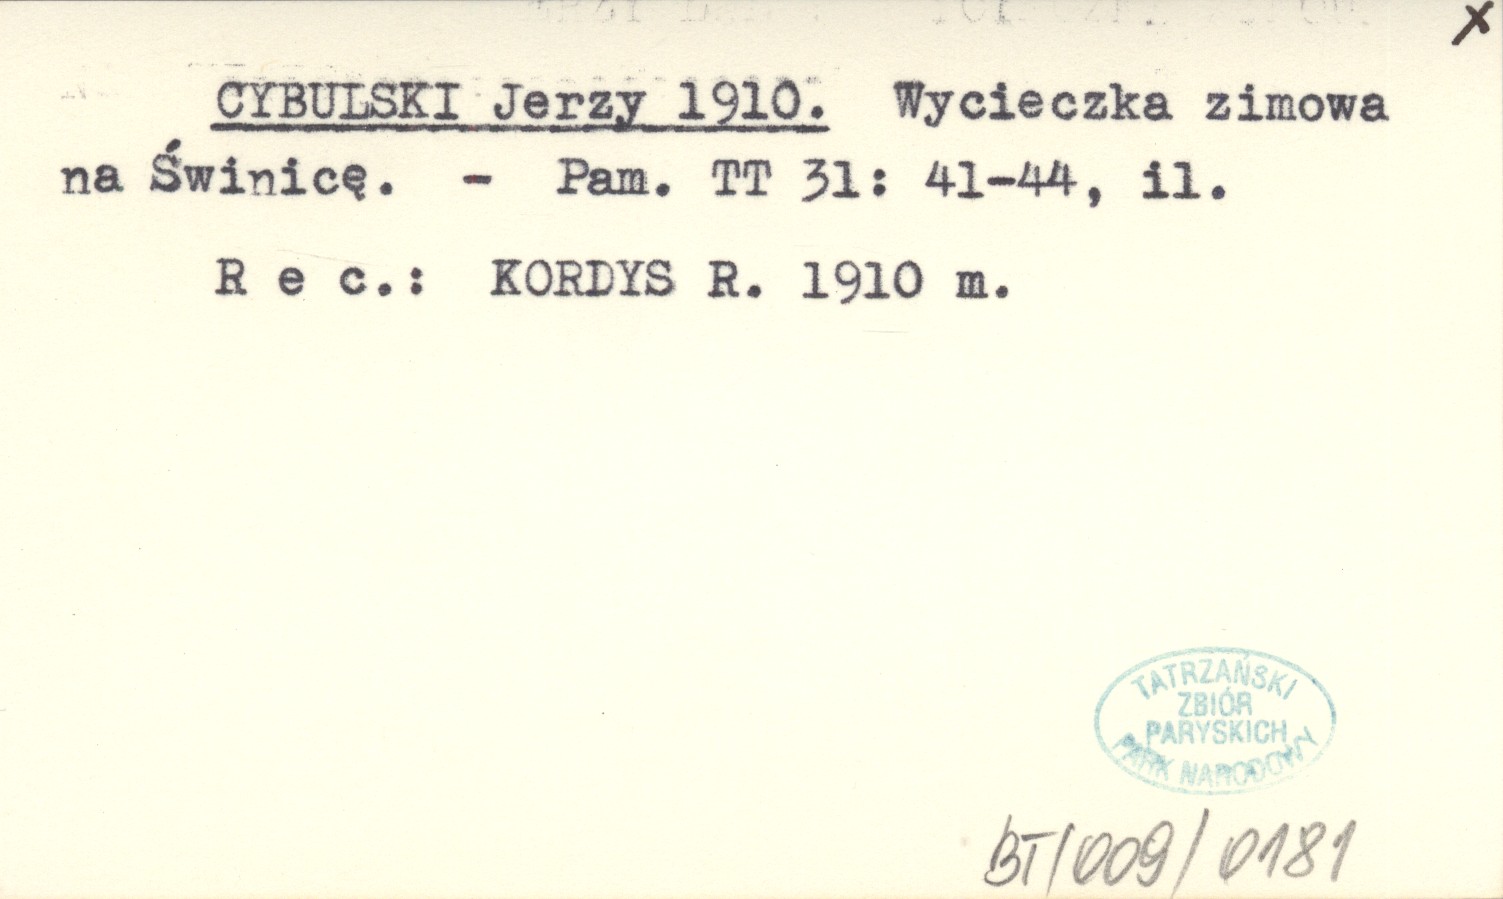 x
CYBULSKI Jerzy 1910. Wycieczka zimowa
na Świnicę. - Pam. TT 31: 41-44, il.
R e c.: KORDYS R. 1910 m.
TATRZAŃSKI
ZBIÓR
PARYSKICH
PARK NARODOWY
BT/009/0181